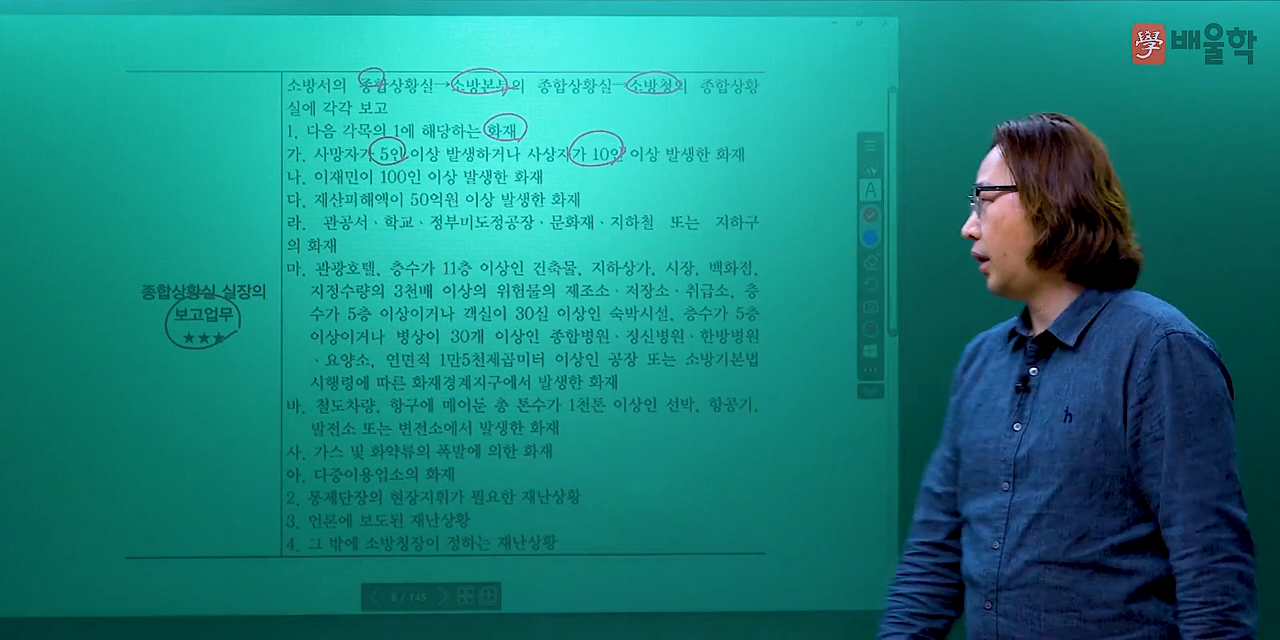 學 배울학
소방서의 종합상황실→소방본부의 종합상황실→소방청의 종합상황
실에 각각 보고
1. 다음 각목의 1에 해당하는 화재
가. 사망자가 5인 이상 발생하거나 사상자가 10인 이상 발생한 화재
나. 이재민이 100인 이상 발생한 화재
다. 재산피해액이 50억원 이상 발생한 화재
라. 관공서·학교·정부미도정공장·문화재·지하철 또는 지하구
의 화재
마. 관광호텔, 층수가 11층 이상인 건축물, 지하상가, 시장, 백화점,
지정수량의 3천배 이상의 위험물의 제조소·저장소·취급소, 층
수가 5층 이상이거나 객실이 30실 이상인 숙박시설, 층수가 5층
이상이거나 병상이 30개 이상인 종합병원·정신병원·한방병원
·요양소, 연면적 1만5천제곱미터 이상인 공장 또는 소방기본법
시행령에 따른 화재경계지구에서 발생한 화재
바. 철도차량, 항구에 매어둔 총 톤수가 1천톤 이상인 선박, 항공기,
발전소 또는 변전소에서 발생한 화재
사. 가스 및 화약류의 폭발에 의한 화재
아. 다중이용업소의 화재
2. 통제단장의 현장지휘가 필요한 재난상황
3. 언론에 보도된 재난상황
4. 그 밖에 소방청장이 정하는 재난상황
종합상황실 실장의
보고업무
★★★
A
6 / 145
h